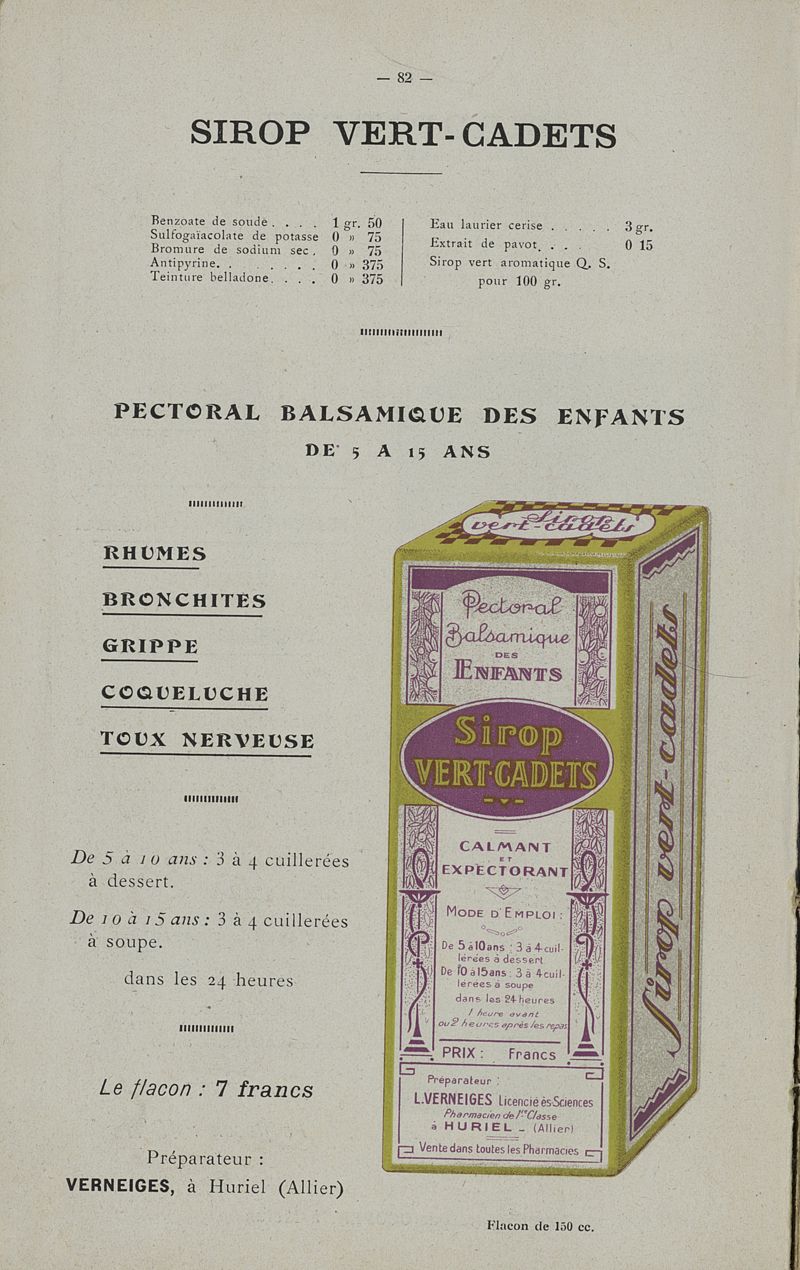 — 82 —
SIROP VERT-CADETS
Benzoate de soude . . . . 1 gr. 50
Sulfogaïacolate de potasse 0 » 75
Bromure de sodium sec . 0 » 75
Antipyrine. . . . . . . 0 » 375
Teinture belladone. . . . 0 » 375
Eau laurier cerise . . . . . 3 gr.
Extrait de pavot. . . . 0 15
Sirop vert aromatique Q. S.
pour 100 gr.
PECTORAL BALSAMIQUE DES ENFANTS
DE 5 A 15 ANS
RHUMES
BRONCHITES
GRIPPE
COQUELUCHE
TOUX NERVEUSE
De 5 à 10 ans : 3 à 4 cuillerées
à dessert.
De 10 à 15 ans : 3 à 4 cuillerées
à soupe.
dans les 24 heures
Le flacon : 7 francs
Préparateur :
VERNEIGES, à Huriel (Allier)
Sirop
vert-cadets
Pectoral
Balsamique
DES
ENFANTS
Sirop
VERT-CADETS
CALMANT
ET
EXPECTORANT
MODE D'EMPLOI :
De 5 à 10 ans : 3 à 4 cuil-
lérées à dessert
De 10 à 15 ans : 3 à 4 cuil-
lerées à soupe
dans les 24 heures
1 heure avant
ou 2 heures après les repas
PRIX : Francs
Préparateur :
L.VERNEIGES Licencié ès-Sciences
Pharmacien de 1re Classe
à HURIEL - (Allier)
Vente dans toutes les Pharmacies
Sirop vert-cadets
Flacon de 150 cc.